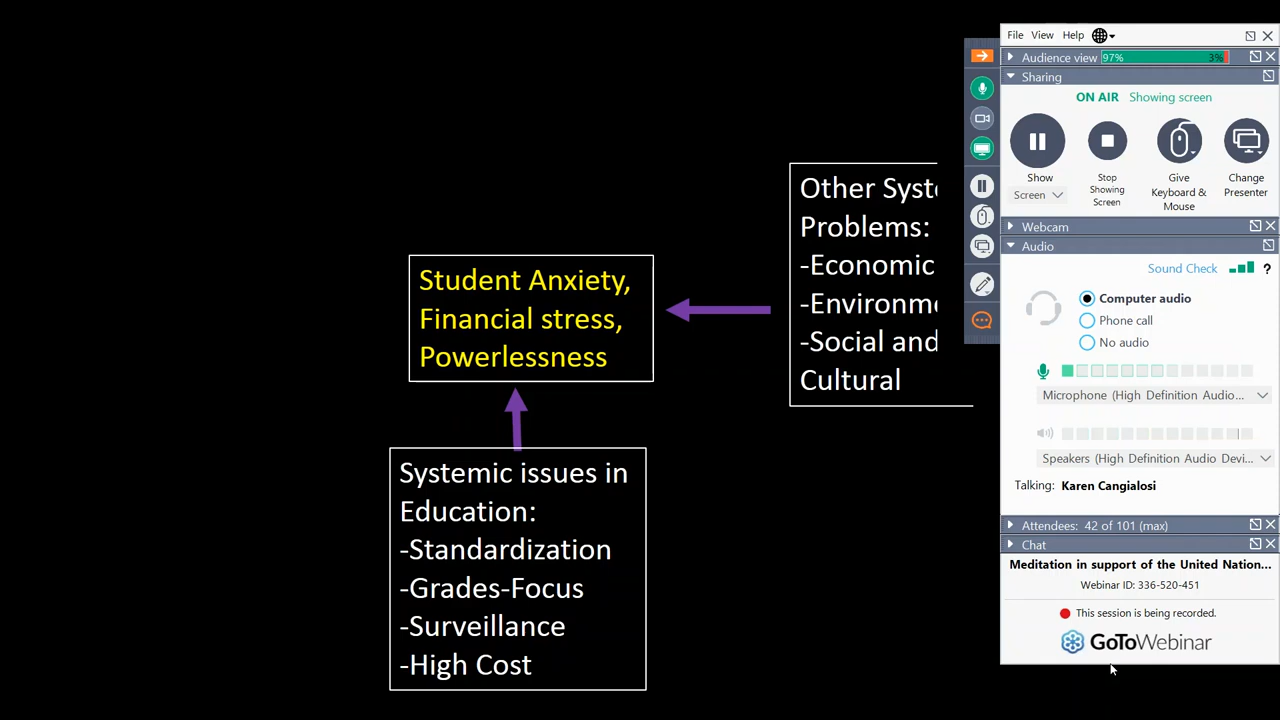 Other Syst
Problems:
-Economic
-Environm
-Social and
Cultural
Student Anxiety,
Financial stress,
Powerlessness
Systemic issues in
Education:
-Standardization
-Grades-Focus
-Surveillance
-High Cost
File View Help
Audience view 97% 3%
Sharing
ON AIR Showing screen
Show
Screen
Stop
Showing
Screen
Give
Keyboard &
Mouse
Change
Presenter
Webcam
Audio
Sound Check ?
Computer audio
Phone call
No audio
Microphone (High Definition Audio...
Speakers (High Definition Audio Devi...
Talking: Karen Cangialosi
Attendees: 42 of 101 (max)
Chat
Meditation in support of the United Nation...
Webinar ID: 336-520-451
This session is being recorded.
GoToWebinar